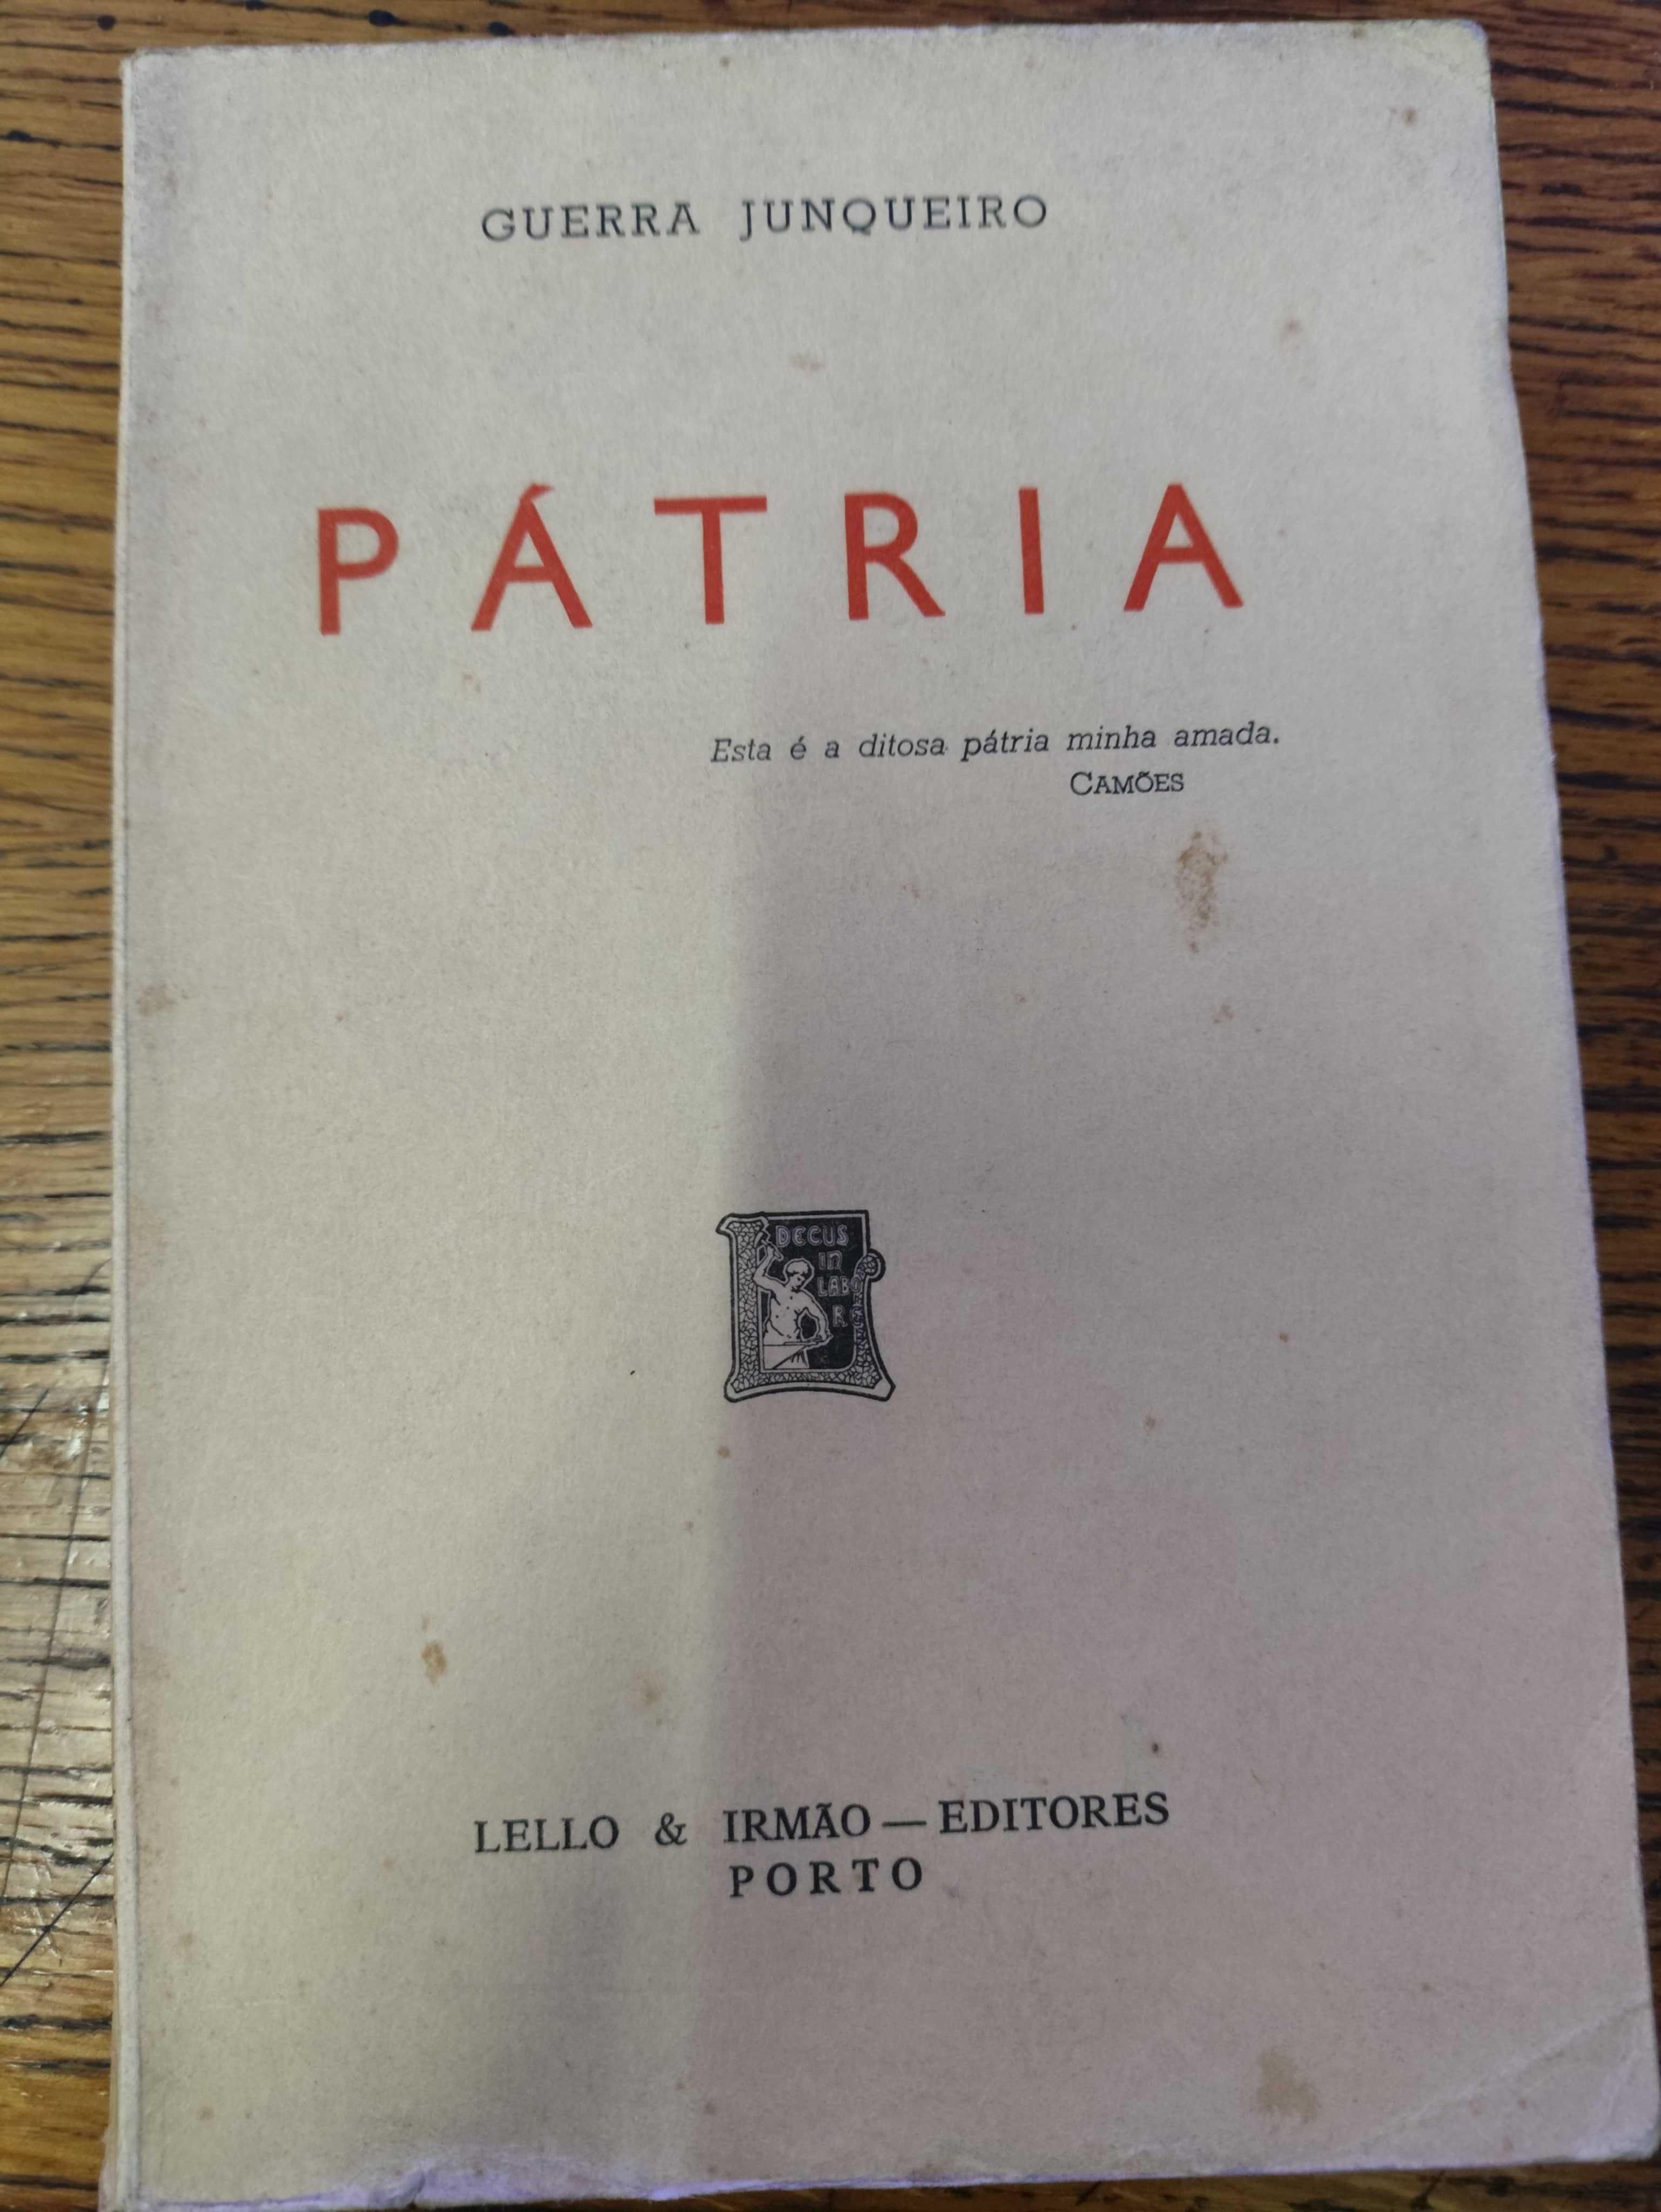 GUERRA JUNQUEIRO
PÁTRIA
Esta é a ditosa pátria minha amada.
CAMÕES
DECUS
IN
LABO
R
LELLO & IRMÃO — EDITORES
PORTO